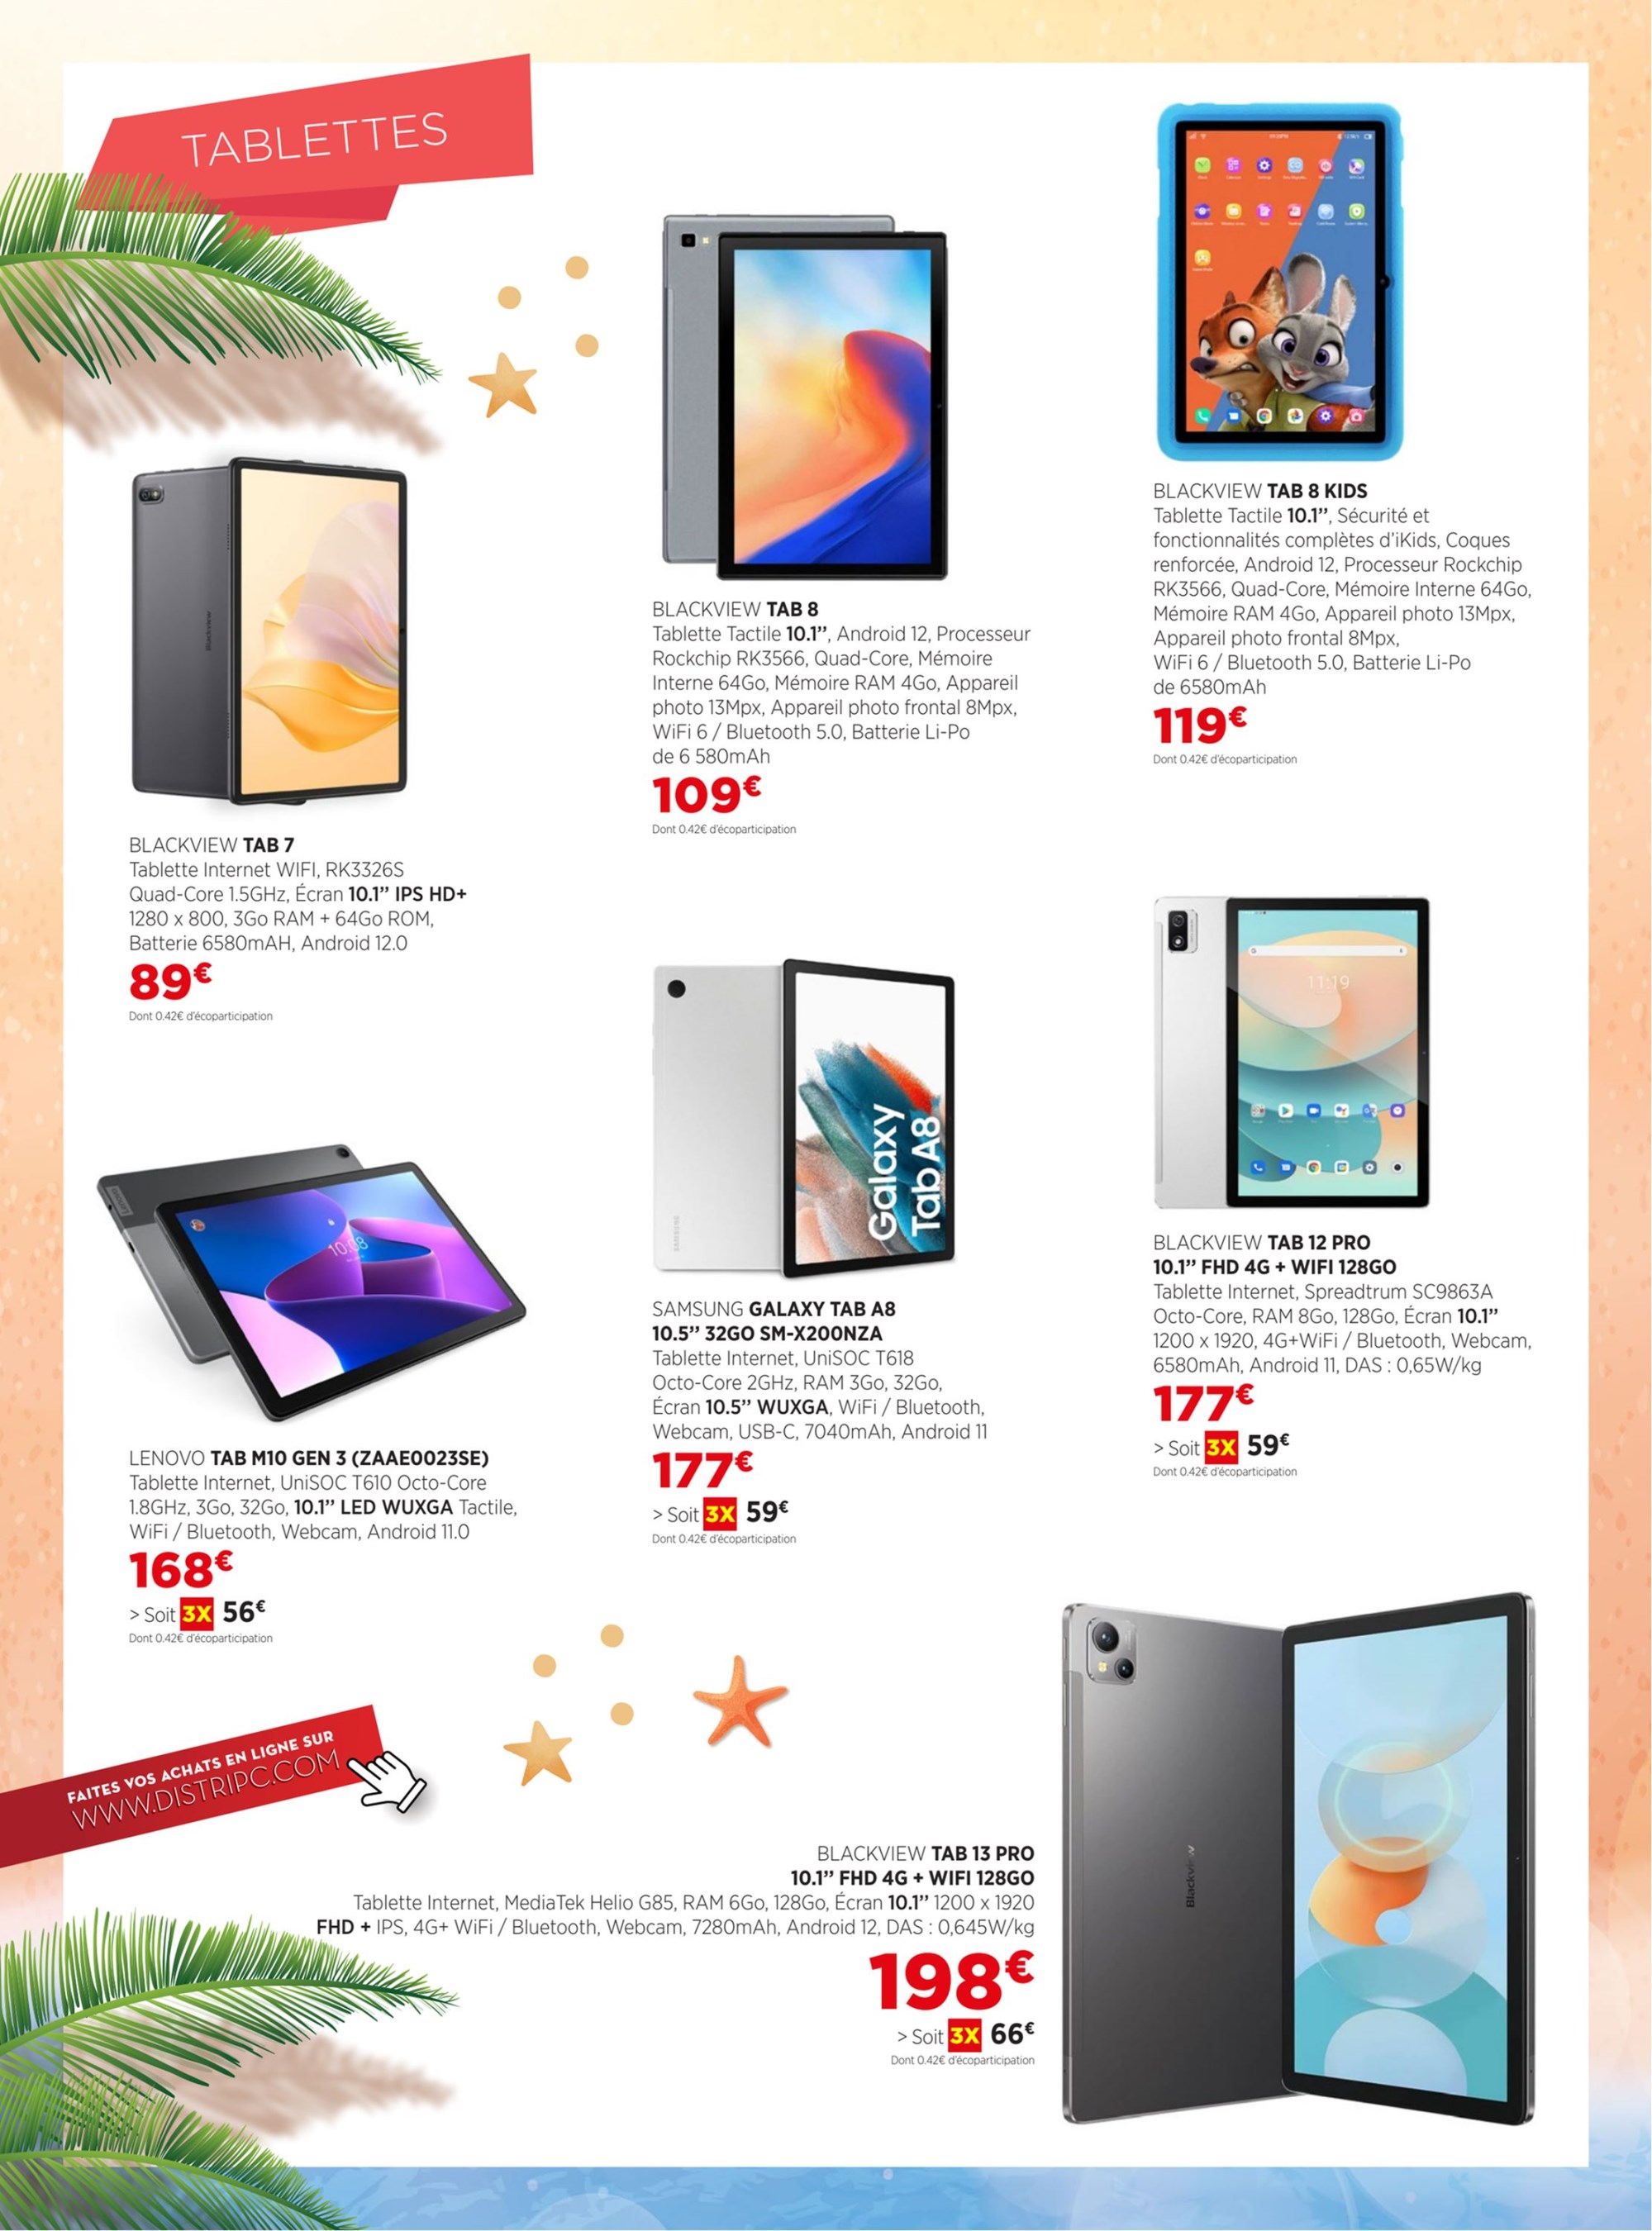 TABLETTES
BLACKVIEW TAB 7
Tablette Internet WIFI, RK3326S
Quad-Core 1.5GHz, Écran 10.1’’ IPS HD+
1280 x 800, 3Go RAM + 64Go ROM,
Batterie 6580mAH, Android 12.0
89€
Dont 0.42€ d'écoparticipation
BLACKVIEW TAB 8
Tablette Tactile 10.1’’, Android 12, Processeur
Rockchip RK3566, Quad-Core, Mémoire
Interne 64Go, Mémoire RAM 4Go, Appareil
photo 13Mpx, Appareil photo frontal 8Mpx,
WiFi 6 / Bluetooth 5.0, Batterie Li-Po
de 6 580mAh
109€
Dont 0.42€ d'écoparticipation
BLACKVIEW TAB 8 KIDS
Tablette Tactile 10.1’’, Sécurité et
fonctionnalités complètes d’iKids, Coques
renforcée, Android 12, Processeur Rockchip
RK3566, Quad-Core, Mémoire Interne 64Go,
Mémoire RAM 4Go, Appareil photo 13Mpx,
Appareil photo frontal 8Mpx,
WiFi 6 / Bluetooth 5.0, Batterie Li-Po
de 6580mAh
119€
Dont 0.42€ d'écoparticipation
10:08
LENOVO TAB M10 GEN 3 (ZAAE0023SE)
Tablette Internet, UniSOC T610 Octo-Core
1.8GHz, 3Go, 32Go, 10.1’’ LED WUXGA Tactile,
WiFi / Bluetooth, Webcam, Android 11.0
168€
> Soit 3X 56€
Dont 0.42€ d'écoparticipation
SAMSUNG
Galaxy
Tab A8
SAMSUNG GALAXY TAB A8
10.5’’ 32GO SM-X200NZA
Tablette Internet, UniSOC T618
Octo-Core 2GHz, RAM 3Go, 32Go,
Écran 10.5’’ WUXGA, WiFi / Bluetooth,
Webcam, USB-C, 7040mAh, Android 11
177€
> Soit 3X 59€
Dont 0.42€ d'écoparticipation
11:19
BLACKVIEW TAB 12 PRO
10.1’’ FHD 4G + WIFI 128GO
Tablette Internet, Spreadtrum SC9863A
Octo-Core, RAM 8Go, 128Go, Écran 10.1’’
1200 x 1920, 4G+WiFi / Bluetooth, Webcam,
6580mAh, Android 11, DAS : 0,65W/kg
177€
> Soit 3X 59€
Dont 0.42€ d'écoparticipation
FAITES VOS ACHATS EN LIGNE SUR
WWW.DISTRIPC.COM
BLACKVIEW TAB 13 PRO
10.1’’ FHD 4G + WIFI 128GO
Tablette Internet, MediaTek Helio G85, RAM 6Go, 128Go, Écran 10.1’’ 1200 x 1920
FHD + IPS, 4G+ WiFi / Bluetooth, Webcam, 7280mAh, Android 12, DAS : 0,645W/kg
198€
> Soit 3X 66€
Dont 0.42€ d'écoparticipation
Blackview